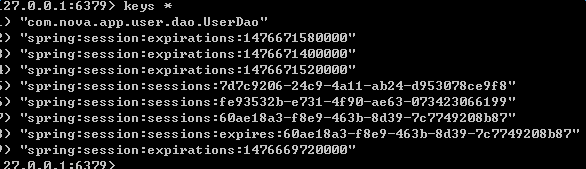 27.0.0.1:6379> keys *
) "com.nova.app.user.dao.UserDao"
2) "spring:session:expirations:1476671580000"
3) "spring:session:expirations:1476671400000"
4) "spring:session:expirations:1476671520000"
5) "spring:session:sessions:7d7c9206-24c9-4a11-ab24-d953078ce9f8"
6) "spring:session:sessions:fe93532b-e731-4f90-ae63-073423066199"
7) "spring:session:sessions:60ae18a3-f8e9-463b-8d39-7c7749208b87"
8) "spring:session:sessions:expires:60ae18a3-f8e9-463b-8d39-7c7749208b87"
9) "spring:session:expirations:1476669720000"
27.0.0.1:6379>